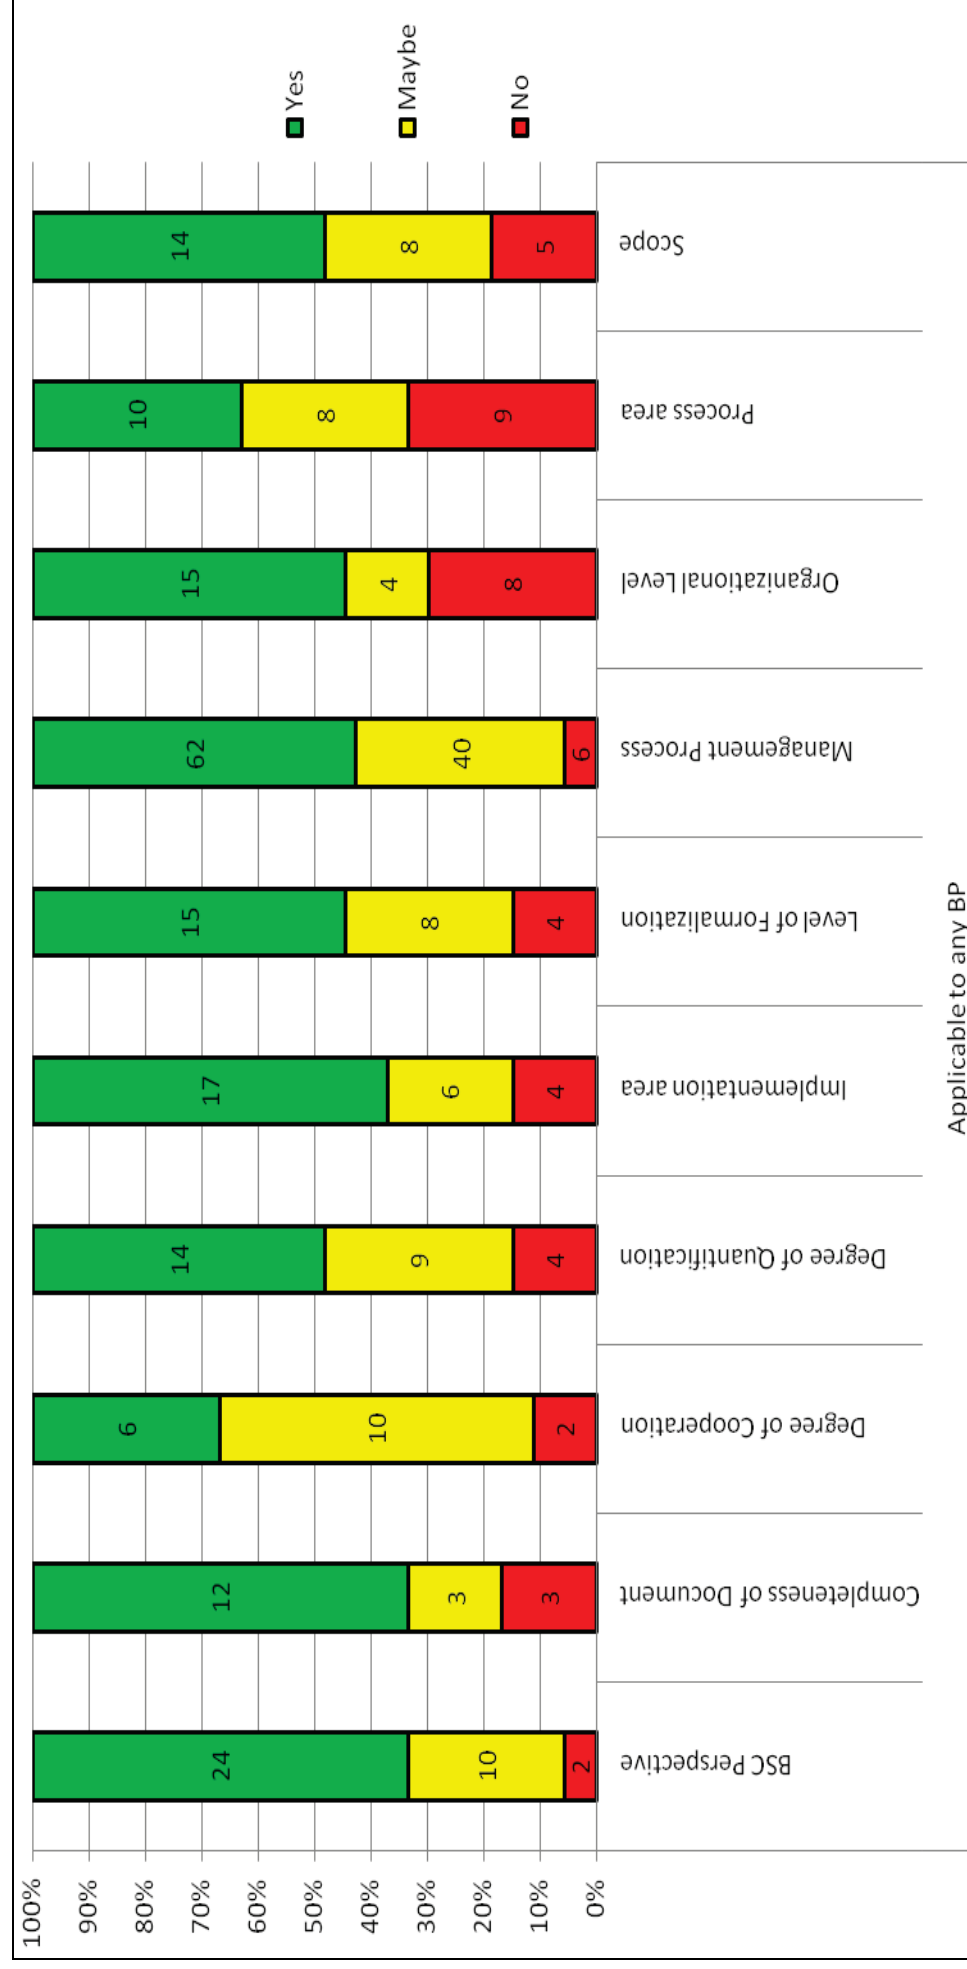 100%
90%
80%
70%
60%
50%
40%
30%
20%
10%
0%
24
10
2
12
3
3
6
10
2
14
9
4
17
6
4
15
8
4
62
40
6
15
4
8
10
8
9
14
8
5
BSC Perspective
Completeness of Document
Degree of Cooperation
Degree of Quantification
Implementation area
Level of Formalization
Management Process
Organizational Level
Process area
Scope
Applicable to any BP
Yes
Maybe
No